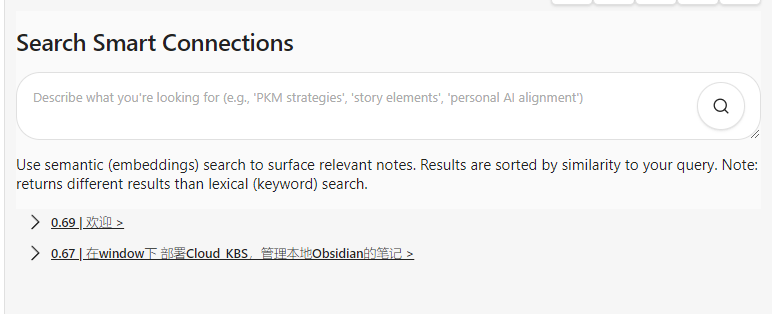 Search Smart Connections
Describe what you're looking for (e.g., 'PKM strategies', 'story elements', 'personal AI alignment')
Use semantic (embeddings) search to surface relevant notes. Results are sorted by similarity to your query. Note:
returns different results than lexical (keyword) search.
0.69 | 欢迎 >
0.67 | 在window下 部署Cloud KBS，管理本地Obsidian的笔记 >